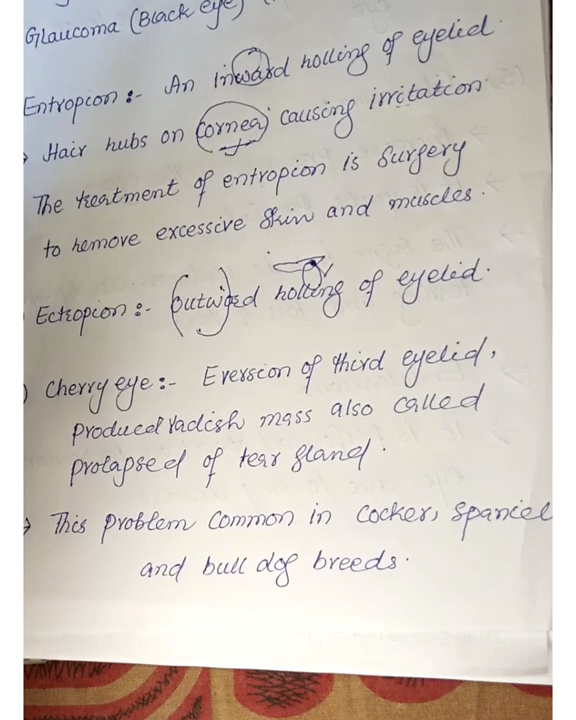 Glaucoma (Black eye)
Entropion :- An inward rolling of eyelid.
Hair rubs on cornea causing irritation.
The treatment of entropion is surgery
to remove excessive skin and muscles.
Ectropion :- Outward rolling of eyelid.
) Cherry eye :- Eversion of third eyelid,
produced radish mass also called
prolapsed of tear gland.
→ This problem common in cocker, spaniel
and bull dog breeds.